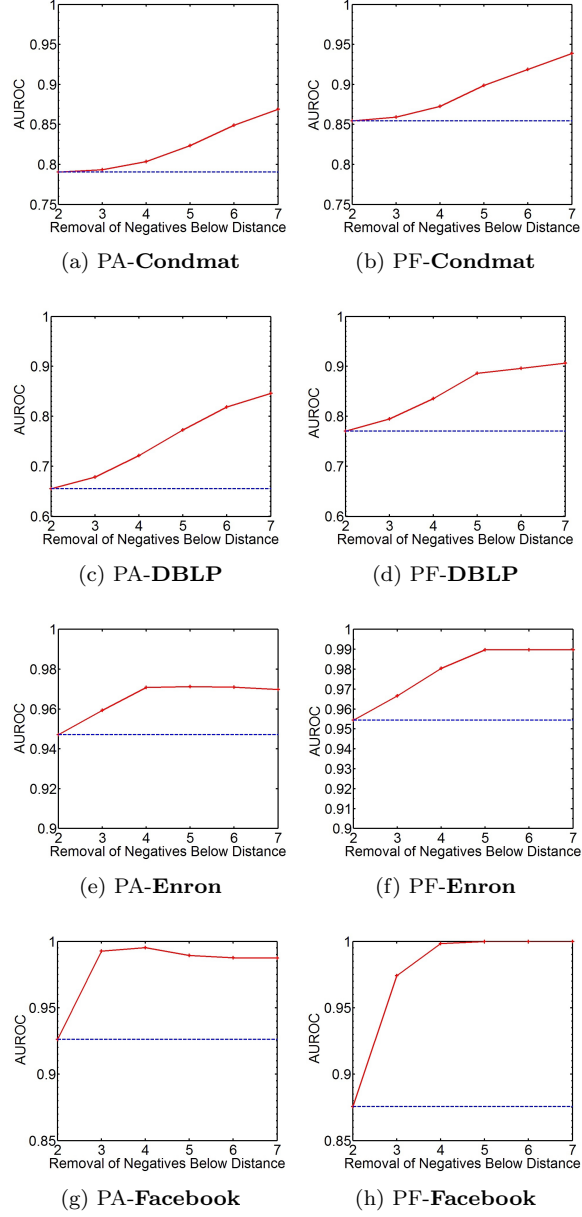 1
0.95
0.9
0.85
0.8
0.75
AUROC
2 3 4 5 6 7
Removal of Negatives Below Distance
(a) PA-Condmat
1
0.95
0.9
0.85
0.8
0.75
AUROC
2 3 4 5 6 7
Removal of Negatives Below Distance
(b) PF-Condmat
1
0.9
0.8
0.7
0.6
AUROC
2 3 4 5 6 7
Removal of Negatives Below Distance
(c) PA-DBLP
1
0.9
0.8
0.7
0.6
AUROC
2 3 4 5 6 7
Removal of Negatives Below Distance
(d) PF-DBLP
1
0.98
0.96
0.94
0.92
0.9
AUROC
2 3 4 5 6 7
Removal of Negatives Below Distance
(e) PA-Enron
1
0.99
0.98
0.97
0.96
0.95
0.94
0.93
0.92
0.91
0.9
AUROC
2 3 4 5 6 7
Removal of Negatives Below Distance
(f) PF-Enron
1
0.95
0.9
0.85
AUROC
2 3 4 5 6 7
Removal of Negatives Below Distance
(g) PA-Facebook
1
0.95
0.9
0.85
AUROC
2 3 4 5 6 7
Removal of Negatives Below Distance
(h) PF-Facebook